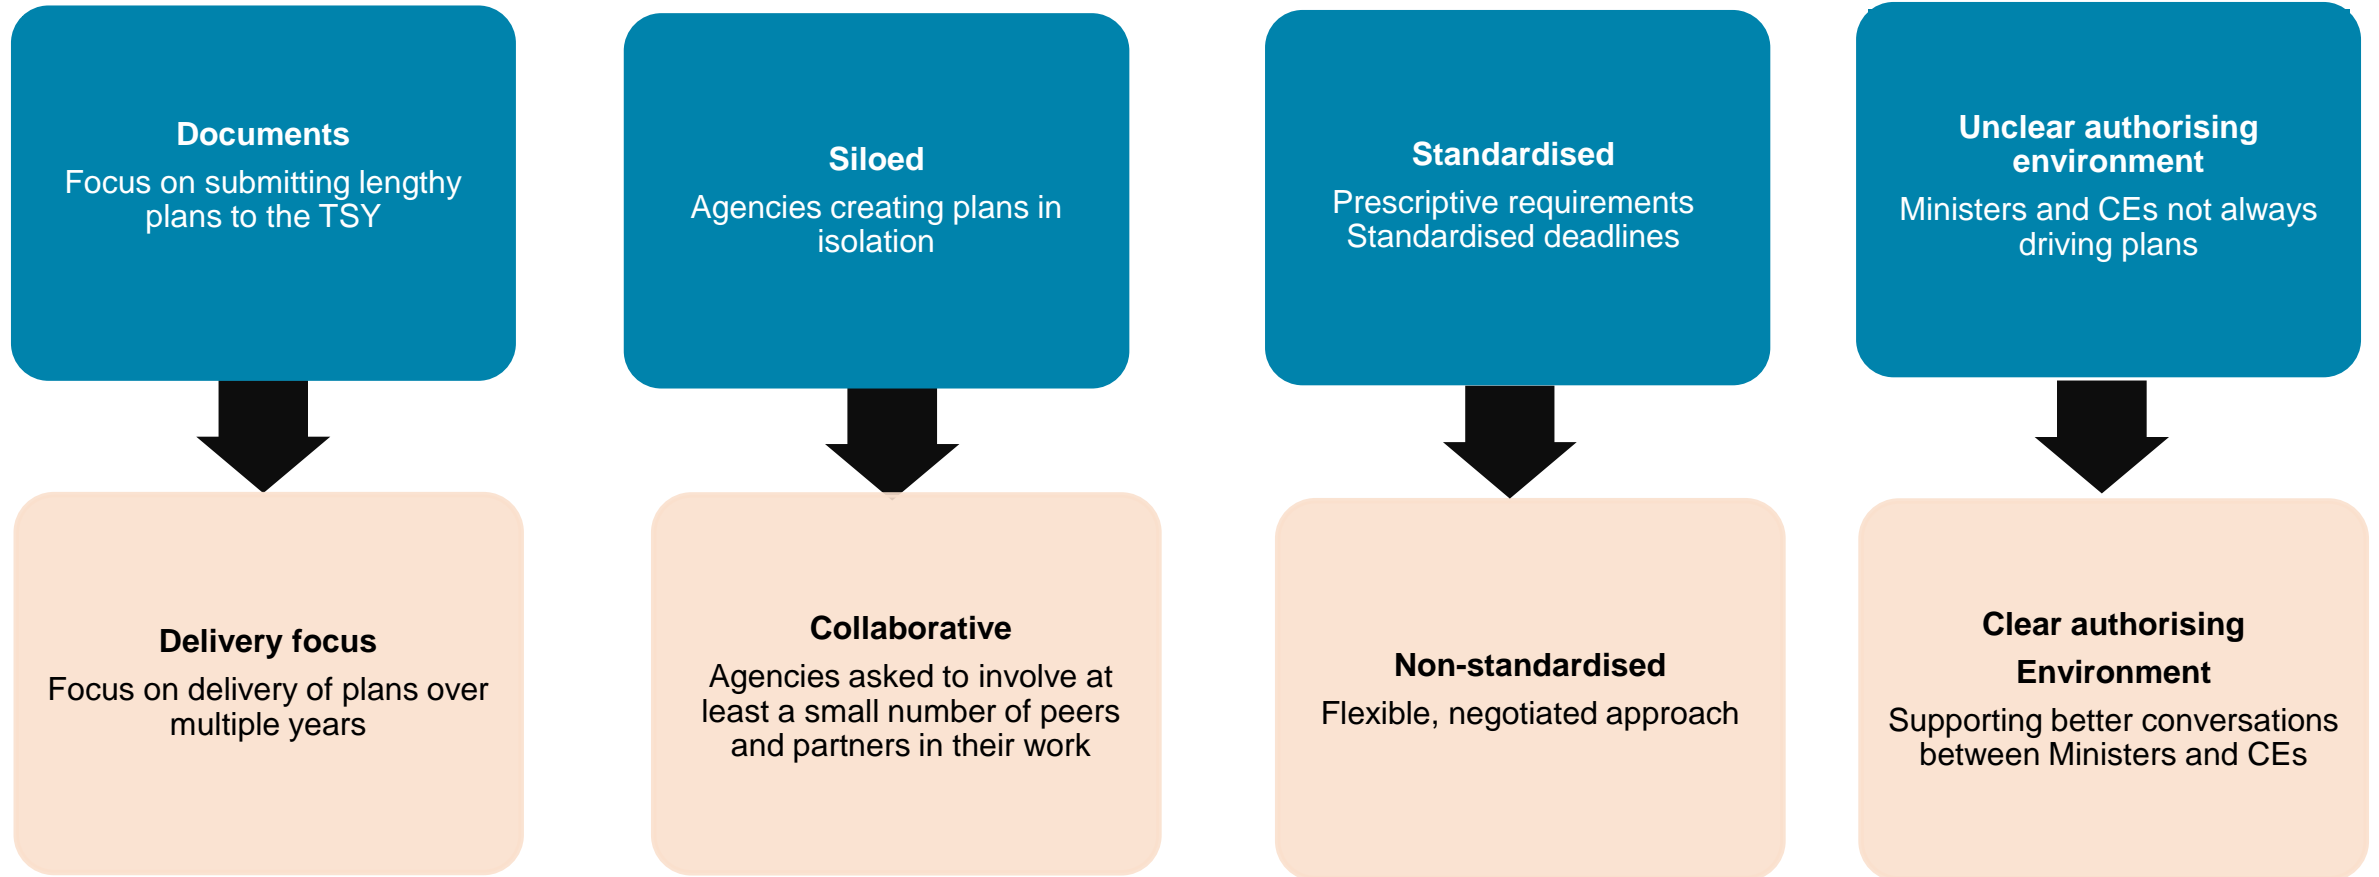 Documents
Focus on submitting lengthy
plans to the TSY
Siloed
Agencies creating plans in
isolation
Standardised
Prescriptive requirements
Standardised deadlines
Unclear authorising
environment
Ministers and CEs not always
driving plans
Delivery focus
Focus on delivery of plans over
multiple years
Collaborative
Agencies asked to involve at
least a small number of peers
and partners in their work
Non-standardised
Flexible, negotiated approach
Clear authorising
Environment
Supporting better conversations
between Ministers and CEs